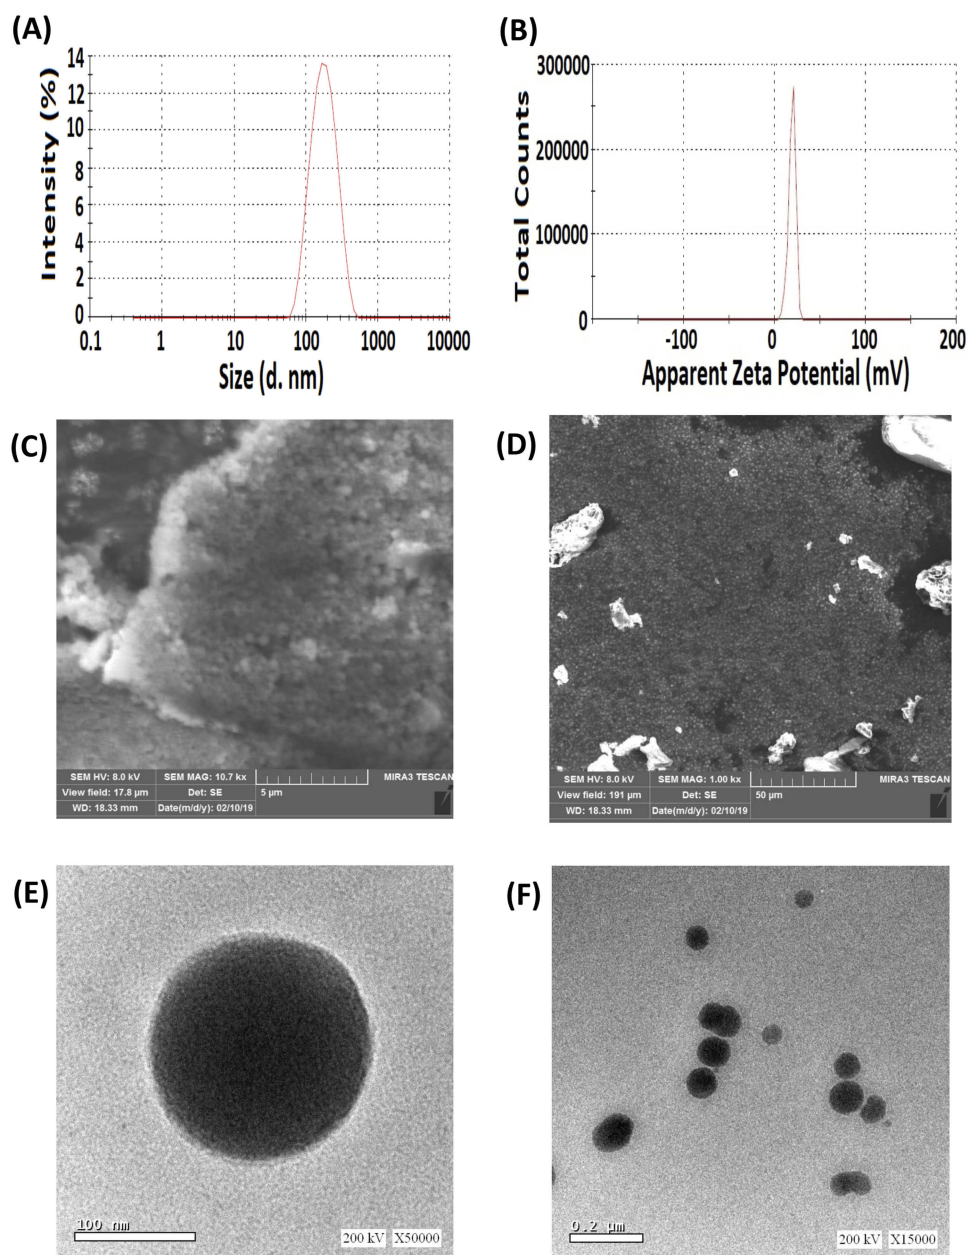 (A)
Intensity (%)
14
12
10
8
6
4
2
0
0.1 1 10 100 1000 10000
Size (d. nm)
(B)
Total Counts
300000
200000
100000
0
-100 0 100 200
Apparent Zeta Potential (mV)
(C)
SEM HV: 8.0 kV SEM MAG: 10.7 kx MIRA3 TESCAN
View field: 17.8 µm Det: SE 5 µm
WD: 18.33 mm Date(m/d/y): 02/10/19
(D)
SEM HV: 8.0 kV SEM MAG: 1.00 kx MIRA3 TESCAN
View field: 191 µm Det: SE 50 µm
WD: 18.33 mm Date(m/d/y): 02/10/19
(E)
100 nm
200 kV X50000
(F)
0.2 µm
200 kV X15000